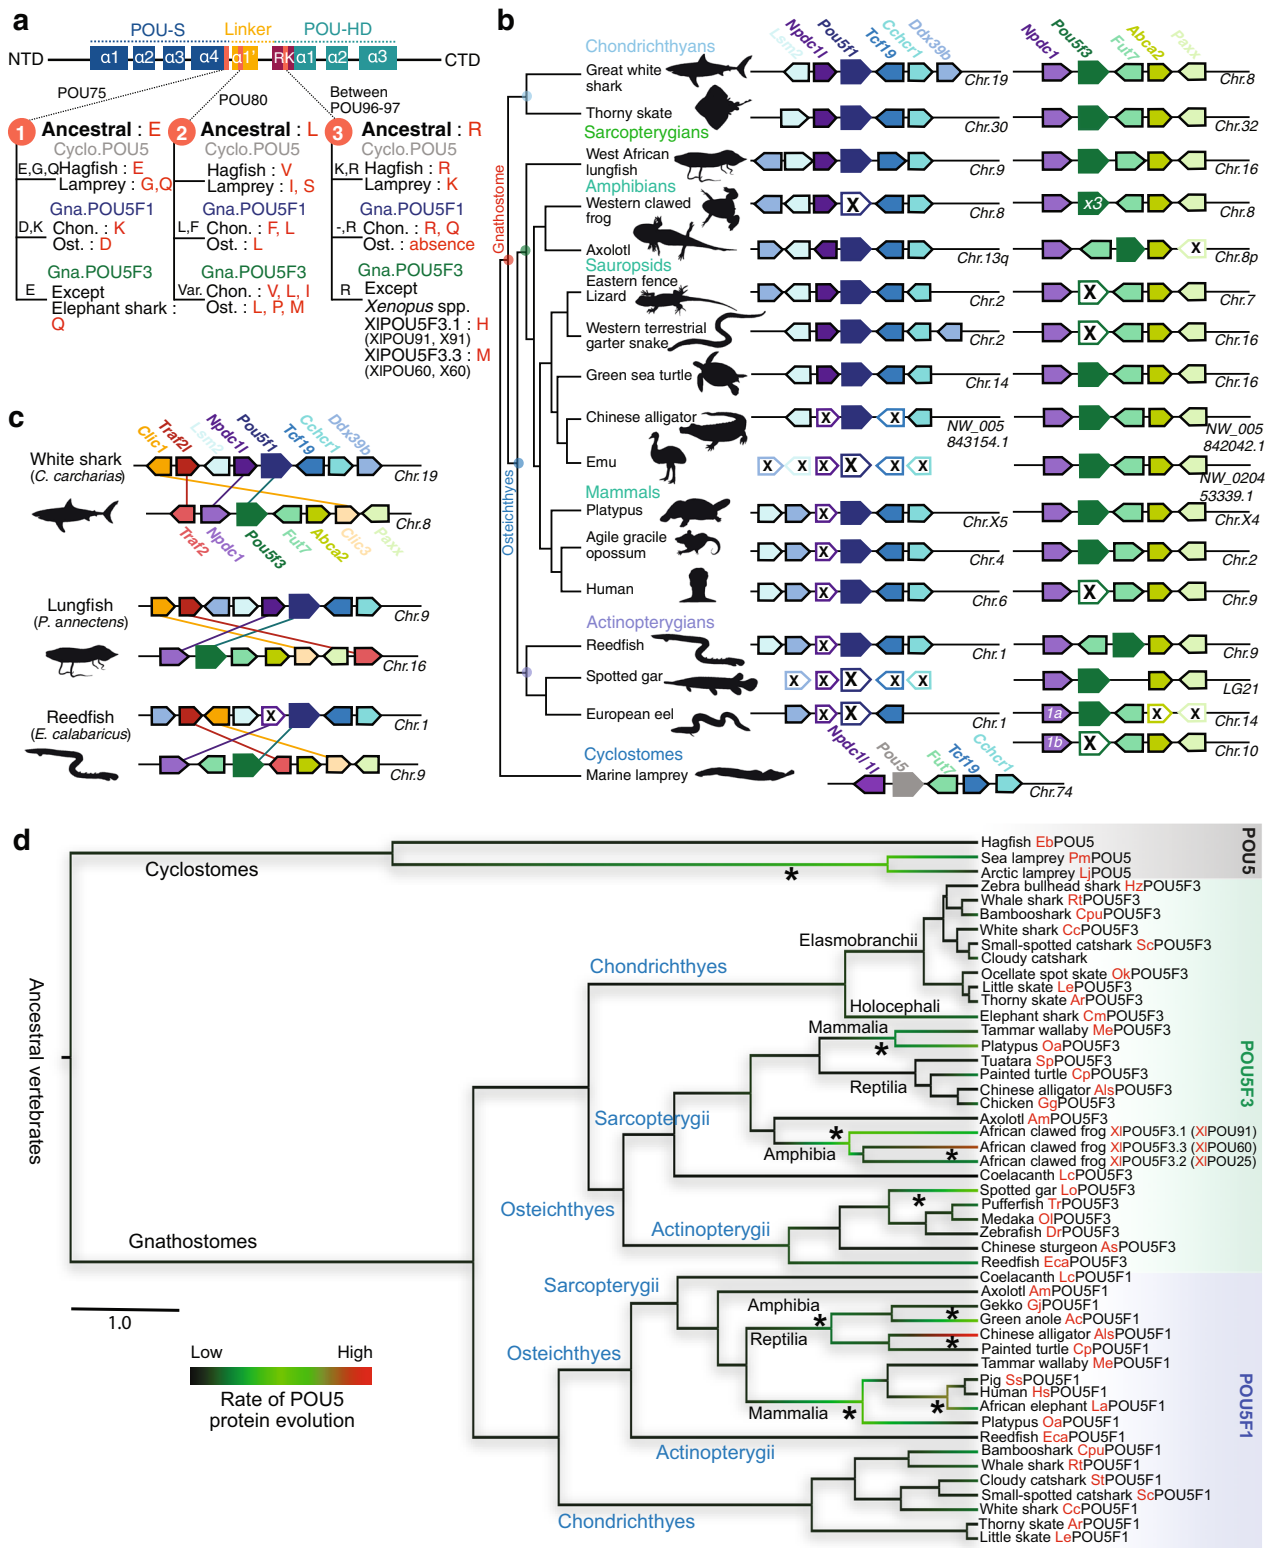 a
POU-S Linker POU-HD
NTD α1 α2 α3 α4 α1' RK α1 α2 α3 CTD
POU75 POU80 Between
POU96-97
1 Ancestral : E
Cyclo.POU5
E,G,Q Hagfish : E
Lamprey : G,Q
Gna.POU5F1
D,K Chon. : K
Ost. : D
Gna.POU5F3
E Except
Elephant shark :
Q
2 Ancestral : L
Cyclo.POU5
Hagfish : V
Lamprey : I, S
Gna.POU5F1
L,F Chon. : F, L
Ost. : L
Gna.POU5F3
Var. Chon. : V, L, I
Ost. : L, P, M
3 Ancestral : R
Cyclo.POU5
K,R Hagfish : R
Lamprey : K
Gna.POU5F1
-,R Chon. : R, Q
Ost. : absence
Gna.POU5F3
R Except
Xenopus spp.
XlPOU5F3.1 : H
(XlPOU91, X91)
XlPOU5F3.3 : M
(XlPOU60, X60)
b
Lsm2 Npdc1l Pou5f1 Tcf19 Cchcr1 Ddx39b
Npdc1 Pou5f3 Fut7 Abca2 Paxx
Gnathostome
Osteichthyes
Chondrichthyans
Great white
shark Chr.19 Chr.8
Thorny skate Chr.30 Chr.32
Sarcopterygians
West African
lungfish Chr.9 Chr.16
Amphibians
Western clawed
frog X Chr.8 x3 Chr.8
Axolotl Chr.13q X Chr.8p
Sauropsids
Eastern fence
Lizard Chr.2 X Chr.7
Western terrestrial
garter snake Chr.2 X Chr.16
Green sea turtle Chr.14 Chr.16
Chinese alligator X X NW_005
843154.1 NW_005
842042.1
Emu X X X X X X NW_0204
53339.1
Mammals
Platypus X Chr.X5 Chr.X4
Agile gracile
opossum X Chr.4 Chr.2
Human X Chr.6 X Chr.9
Actinopterygians
Reedfish X Chr.1 Chr.9
Spotted gar X X X X X LG21
European eel X X Chr.1 1a X X Chr.14
1b X Chr.10
Cyclostomes
Npdc1/1l Pou5 Fut7 Tcf19 Cchcr1
Marine lamprey Chr.74
c
Clic1 Traf2l Lsm2 Npdc1l Pou5f1 Tcf19 Cchcr1 Ddx39b
White shark
(C. carcharias) Chr.19
Chr.8
Traf2 Npdc1 Pou5f3 Fut7 Abca2 Clic3 Paxx
Lungfish
(P. annectens) Chr.9
Chr.16
Reedfish
(E. calabaricus) X Chr.1
Chr.9
d
Ancestral vertebrates
Cyclostomes
Gnathostomes
Chondrichthyes
Elasmobranchii
Holocephali
Mammalia
Reptilia
Sarcopterygii
Amphibia
Osteichthyes
Actinopterygii
Sarcopterygii
Amphibia
Reptilia
Osteichthyes
Mammalia
Actinopterygii
Chondrichthyes
* * * * * * * * * *
1.0
Low High
Rate of POU5
protein evolution
Hagfish EbPOU5
Sea lamprey PmPOU5
Arctic lamprey LjPOU5
Zebra bullhead shark HzPOU5F3
Whale shark RtPOU5F3
Bambooshark CpuPOU5F3
White shark CcPOU5F3
Small-spotted catshark ScPOU5F3
Cloudy catshark
Ocellate spot skate OkPOU5F3
Little skate LePOU5F3
Thorny skate ArPOU5F3
Elephant shark CmPOU5F3
Tammar wallaby MePOU5F3
Platypus OaPOU5F3
Tuatara SpPOU5F3
Painted turtle CpPOU5F3
Chinese alligator AlsPOU5F3
Chicken GgPOU5F3
Axolotl AmPOU5F3
African clawed frog XlPOU5F3.1 (XlPOU91)
African clawed frog XlPOU5F3.3 (XlPOU60)
African clawed frog XlPOU5F3.2 (XlPOU25)
Coelacanth LcPOU5F3
Spotted gar LoPOU5F3
Pufferfish TrPOU5F3
Medaka OlPOU5F3
Zebrafish DrPOU5F3
Chinese sturgeon AsPOU5F3
Reedfish EcaPOU5F3
Coelacanth LcPOU5F1
Axolotl AmPOU5F1
Gekko GjPOU5F1
Green anole AcPOU5F1
Chinese alligator AlsPOU5F1
Painted turtle CpPOU5F1
Tammar wallaby MePOU5F1
Pig SsPOU5F1
Human HsPOU5F1
African elephant LaPOU5F1
Platypus OaPOU5F1
Reedfish EcaPOU5F1
Bambooshark CpuPOU5F1
Whale shark RtPOU5F1
Cloudy catshark StPOU5F1
Small-spotted catshark ScPOU5F1
White shark CcPOU5F1
Thorny skate ArPOU5F1
Little skate LePOU5F1
POU5
POU5F3
POU5F1